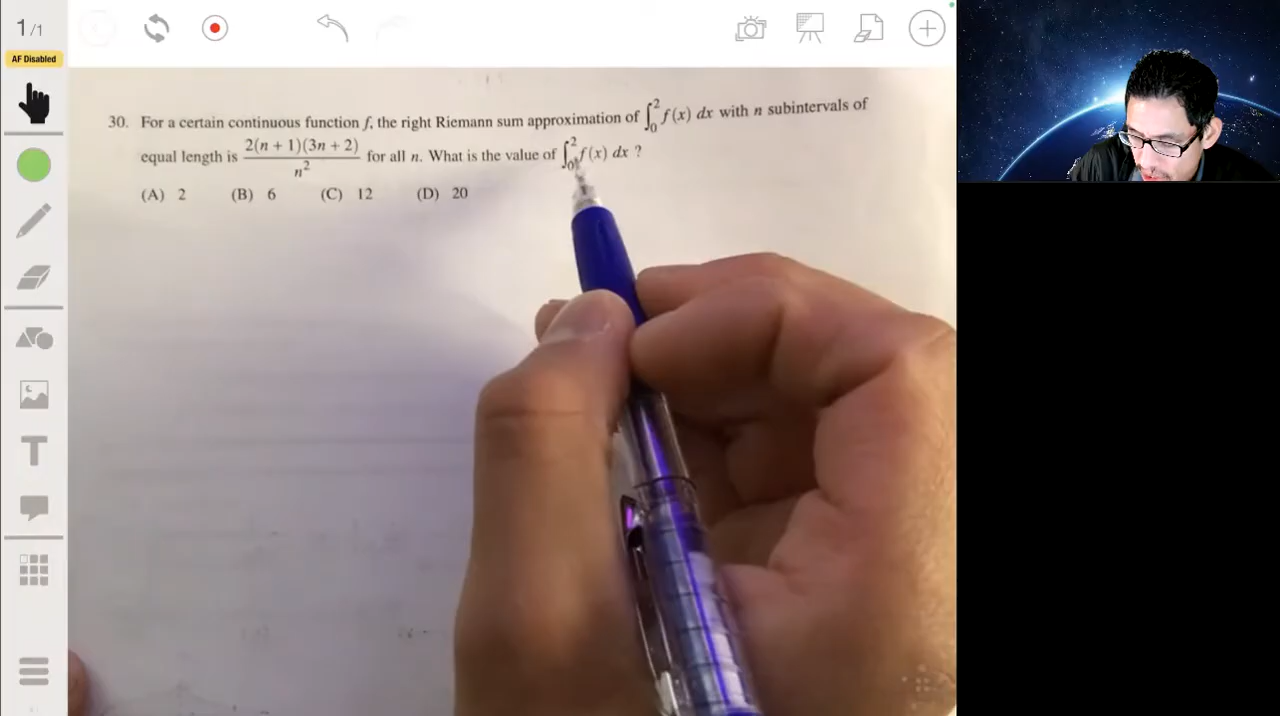 1/1
AF Disabled
30. For a certain continuous function f, the right Riemann sum approximation of ∫₀² f(x) dx with n subintervals of
equal length is 2(n + 1)(3n + 2)/n² for all n. What is the value of ∫₀² f(x) dx ?
(A) 2 (B) 6 (C) 12 (D) 20
T